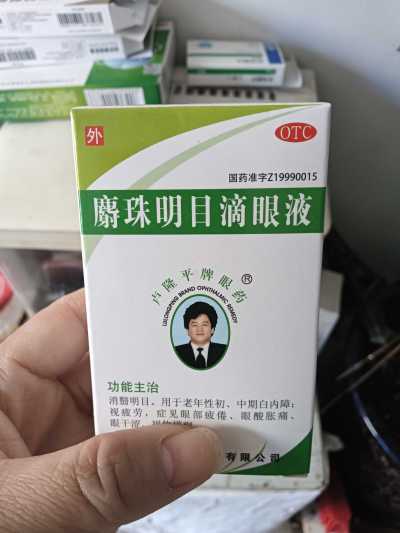 外
OTC
国药准字Z19990015
麝珠明目滴眼液
卢隆平牌眼药®
LULONGPING BRAND OPHTHALMIC REMEDY
功能主治
消翳明目。用于老年性初、中期白内障;
视疲劳,症见眼部疲倦、眼酸胀痛、
眼干涩、
有限公司